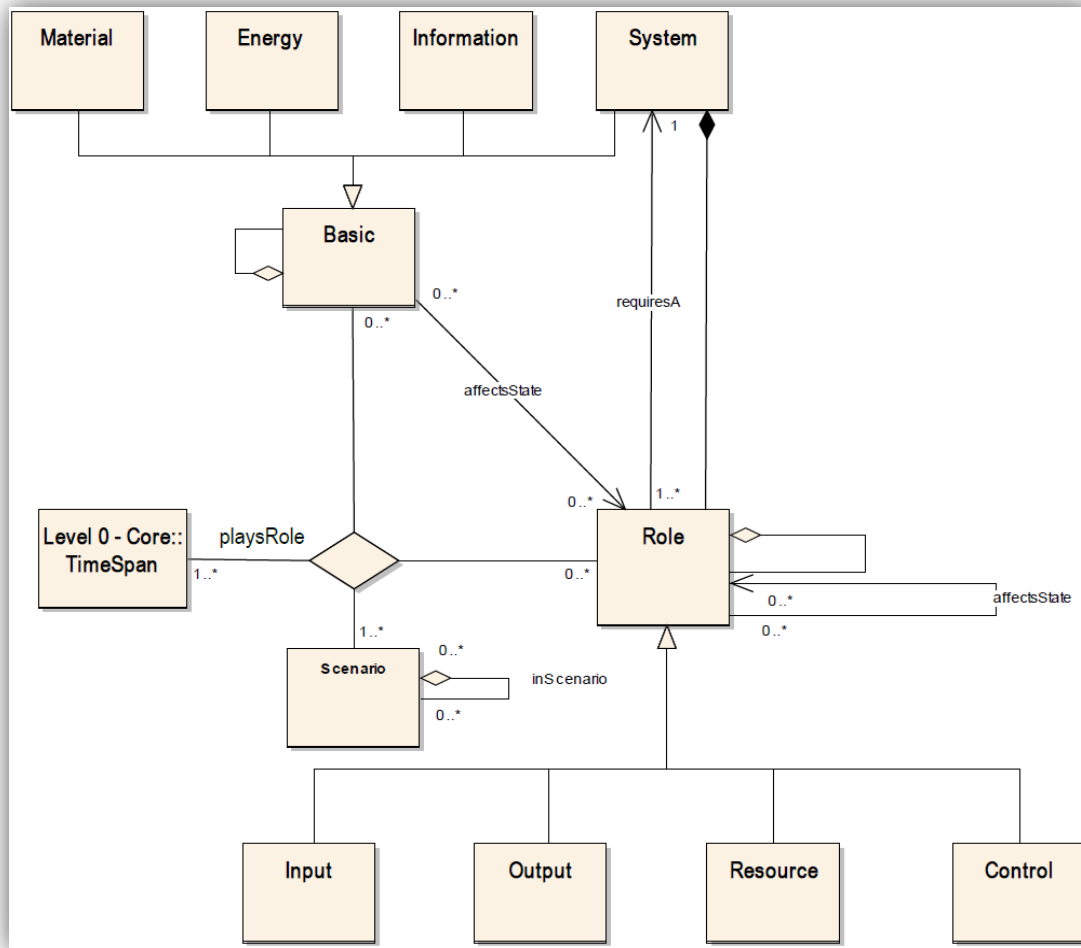 Material
Energy
Information
System
1
Basic
0..*
0..*
requiresA
affectsState
0..*
1..*
Level 0 - Core::
TimeSpan
playsRole
1..*
Role
0..*
0..*
affectsState
0..*
1..*
Scenario
0..*
inScenario
0..*
Input
Output
Resource
Control